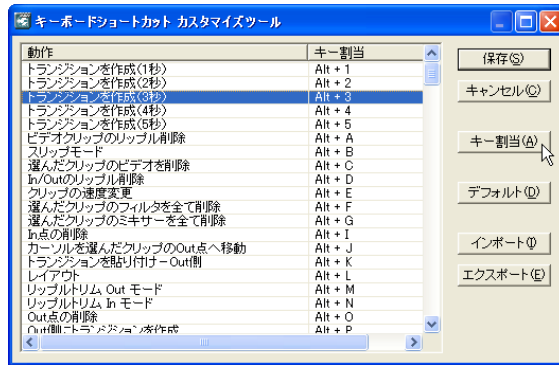 キーボードショートカット カスタマイズツール
動作 キー割当
トランジションを作成(1秒) Alt + 1
トランジションを作成(2秒) Alt + 2
トランジションを作成(3秒) Alt + 3
トランジションを作成(4秒) Alt + 4
トランジションを作成(5秒) Alt + 5
ビデオクリップのリップル削除 Alt + A
スリップモード Alt + B
選んだクリップのビデオを削除 Alt + C
In/Outのリップル削除 Alt + D
クリップの速度変更 Alt + E
選んだクリップのフィルタを全て削除 Alt + F
選んだクリップのミキサーを全て削除 Alt + G
In点の削除 Alt + I
カーソルを選んだクリップのOut点へ移動 Alt + J
トランジションを貼り付け－Out側 Alt + K
レイアウト Alt + L
リップルトリム Out モード Alt + M
リップルトリム In モード Alt + N
Out点の削除 Alt + O
Out側にトランジションを作成 Alt + P
保存(S)
キャンセル(C)
キー割当(A)
デフォルト(D)
インポート(I)
エクスポート(E)